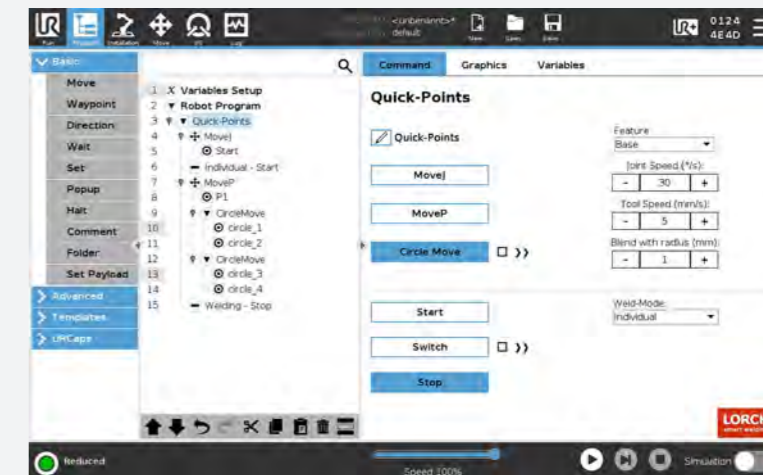 UR
UR+
0124
4E4D
Run Program Installation Move I/O Log
<unbenannt>*
default
New... Open... Save...
Basic
Move
Waypoint
Direction
Wait
Set
Popup
Halt
Comment
Folder
Set Payload
Advanced
Templates
URCaps
1 X Variables Setup
2 ▼ Robot Program
3 ▼ Quick-Points
4 MoveJ
5 Start
6 Individual - Start
7 MoveP
8 P1
9 ▼ CircleMove
10 circle_1
11 circle_2
12 ▼ CircleMove
13 circle_3
14 circle_4
15 Welding - Stop
Command Graphics Variables
Quick-Points
Quick-Points
MoveJ
MoveP
Circle Move
Start
Switch
Stop
Feature
Base
Joint Speed (°/s):
- 30 +
Tool Speed (mm/s):
- 5 +
Blend with radius (mm):
- 1 +
Weld-Mode:
Individual
LORCH
smart welding
Reduced
Speed 100%
Simulation